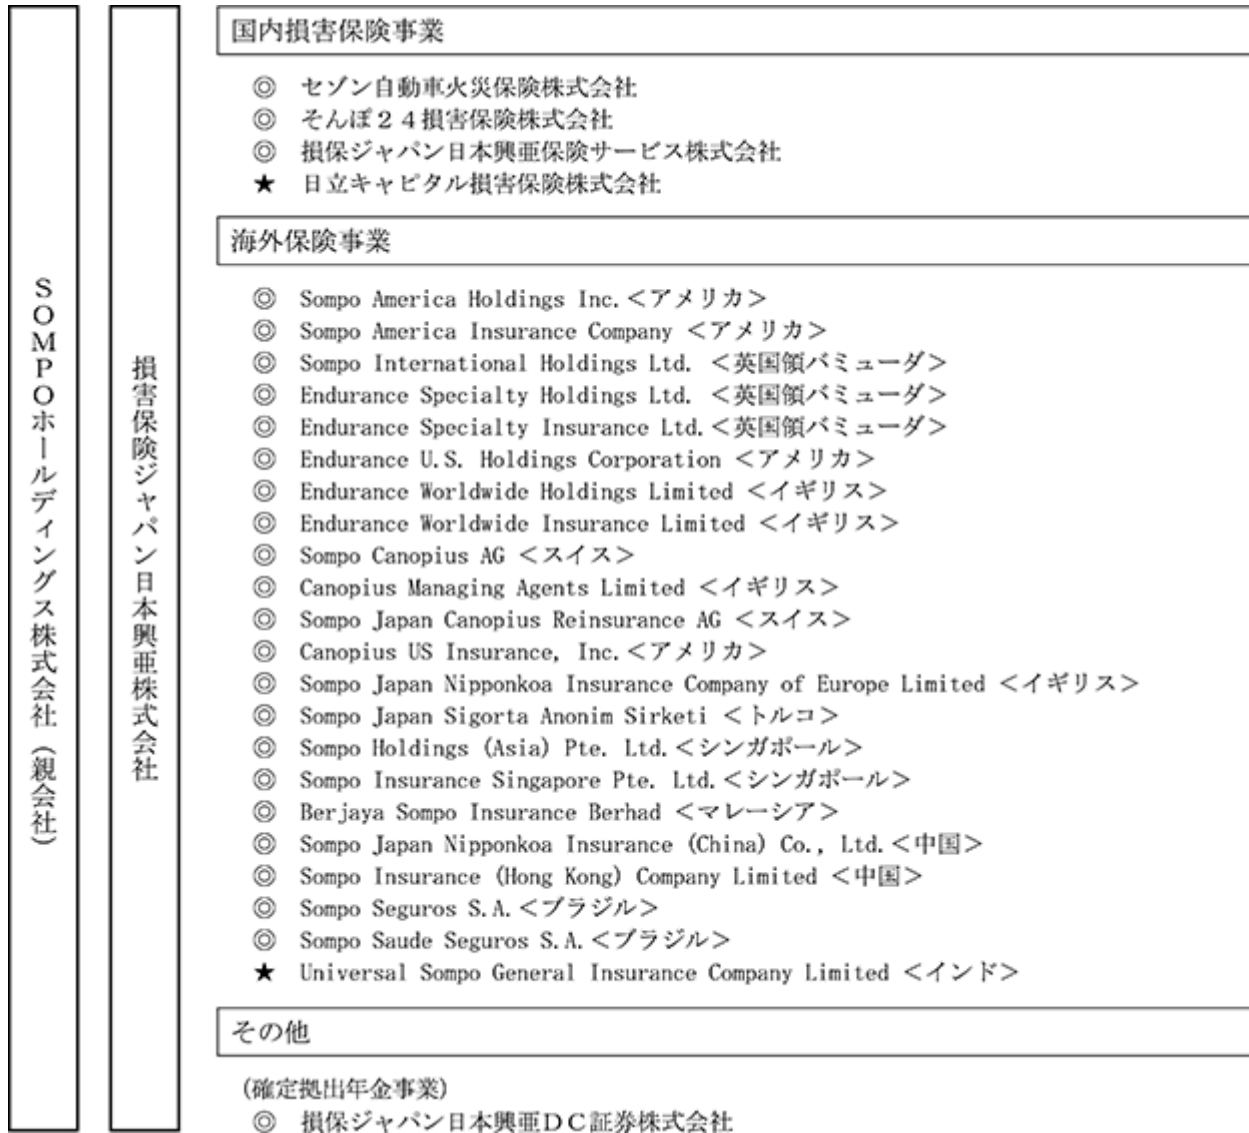 SOMPOホールディングス株式会社（親会社）
損害保険ジャパン日本興亜株式会社
国内損害保険事業
◎ セゾン自動車火災保険株式会社
◎ そんぽ２４損害保険株式会社
◎ 損保ジャパン日本興亜保険サービス株式会社
★ 日立キャピタル損害保険株式会社
海外保険事業
◎ Sompo America Holdings Inc.＜アメリカ＞
◎ Sompo America Insurance Company ＜アメリカ＞
◎ Sompo International Holdings Ltd. ＜英国領バミューダ＞
◎ Endurance Specialty Holdings Ltd. ＜英国領バミューダ＞
◎ Endurance Specialty Insurance Ltd.＜英国領バミューダ＞
◎ Endurance U.S. Holdings Corporation ＜アメリカ＞
◎ Endurance Worldwide Holdings Limited ＜イギリス＞
◎ Endurance Worldwide Insurance Limited ＜イギリス＞
◎ Sompo Canopius AG ＜スイス＞
◎ Canopius Managing Agents Limited ＜イギリス＞
◎ Sompo Japan Canopius Reinsurance AG ＜スイス＞
◎ Canopius US Insurance, Inc.＜アメリカ＞
◎ Sompo Japan Nipponkoa Insurance Company of Europe Limited ＜イギリス＞
◎ Sompo Japan Sigorta Anonim Sirketi ＜トルコ＞
◎ Sompo Holdings (Asia) Pte. Ltd.＜シンガポール＞
◎ Sompo Insurance Singapore Pte. Ltd.＜シンガポール＞
◎ Berjaya Sompo Insurance Berhad ＜マレーシア＞
◎ Sompo Japan Nipponkoa Insurance (China) Co., Ltd.＜中国＞
◎ Sompo Insurance (Hong Kong) Company Limited ＜中国＞
◎ Sompo Seguros S.A.＜ブラジル＞
◎ Sompo Saude Seguros S.A.＜ブラジル＞
★ Universal Sompo General Insurance Company Limited ＜インド＞
その他
（確定拠出年金事業）
◎ 損保ジャパン日本興亜ＤＣ証券株式会社